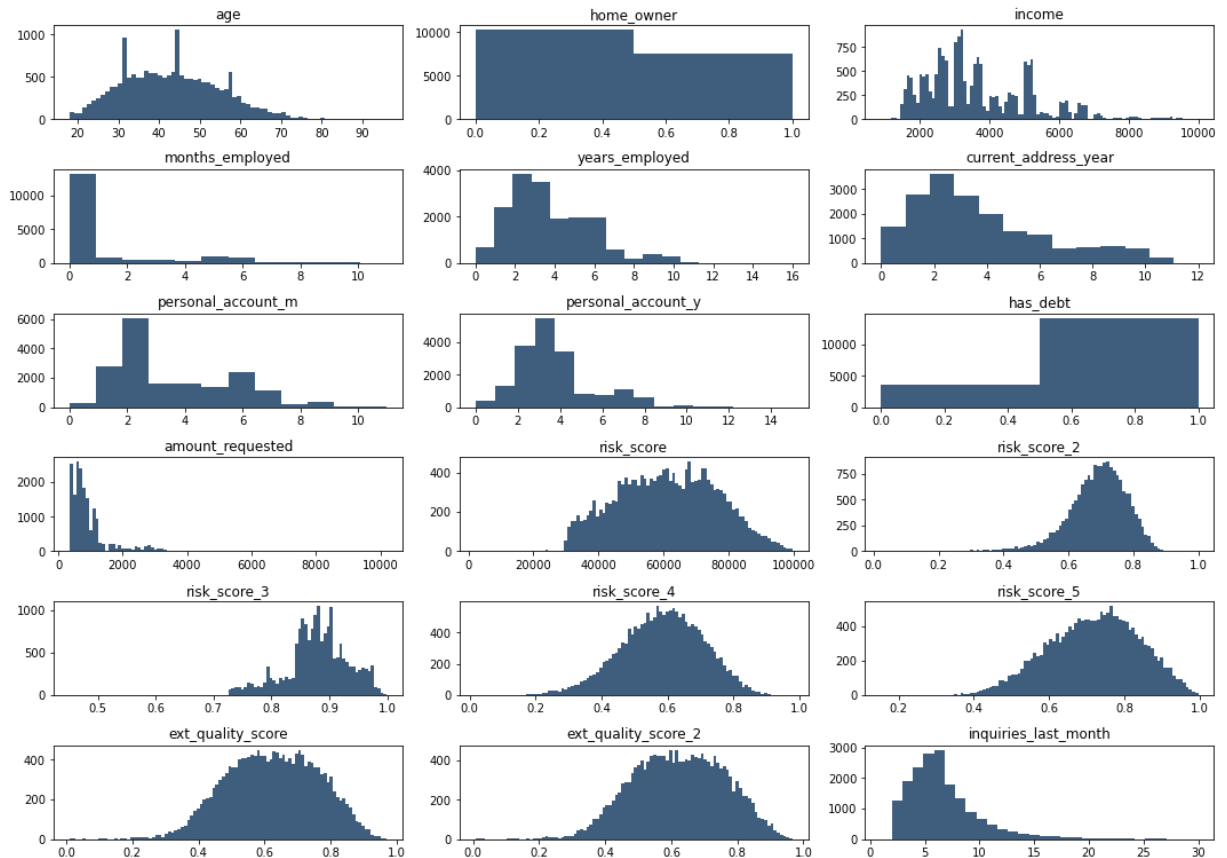 age
home_owner
income
1000
500
0
20 30 40 50 60 70 80 90
10000
5000
0
0.0 0.2 0.4 0.6 0.8 1.0
750
500
250
0
2000 4000 6000 8000 10000
months_employed
years_employed
current_address_year
10000
5000
0
0 2 4 6 8 10
4000
2000
0
0 2 4 6 8 10 12 14 16
3000
2000
1000
0
0 2 4 6 8 10 12
personal_account_m
personal_account_y
has_debt
6000
4000
2000
0
0 2 4 6 8 10
4000
2000
0
0 2 4 6 8 10 12 14
10000
5000
0
0.0 0.2 0.4 0.6 0.8 1.0
amount_requested
risk_score
risk_score_2
2000
1000
0
0 2000 4000 6000 8000 10000
400
200
0
0 20000 40000 60000 80000 100000
750
500
250
0
0.0 0.2 0.4 0.6 0.8 1.0
risk_score_3
risk_score_4
risk_score_5
1000
500
0
0.5 0.6 0.7 0.8 0.9 1.0
400
200
0
0.0 0.2 0.4 0.6 0.8 1.0
400
200
0
0.2 0.4 0.6 0.8 1.0
ext_quality_score
ext_quality_score_2
inquiries_last_month
400
200
0
0.0 0.2 0.4 0.6 0.8 1.0
400
200
0
0.0 0.2 0.4 0.6 0.8 1.0
3000
2000
1000
0
0 5 10 15 20 25 30